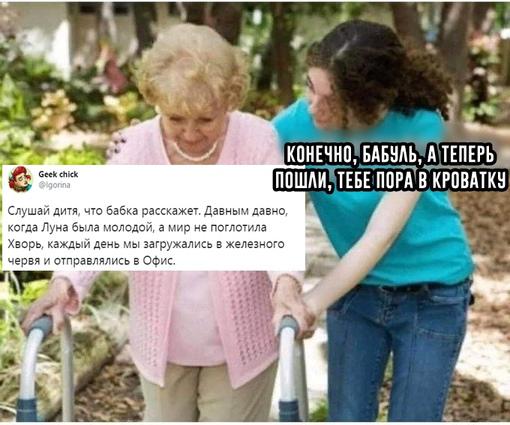 КОНЕЧНО, БАБУЛЬ, А ТЕПЕРЬ
ПОШЛИ, ТЕБЕ ПОРА В КРОВАТКУ
Geek chick
@Igorina
Слушай дитя, что бабка расскажет. Давным давно,
когда Луна была молодой, а мир не поглотила
Хворь, каждый день мы загружались в железного
червя и отправлялись в Офис.